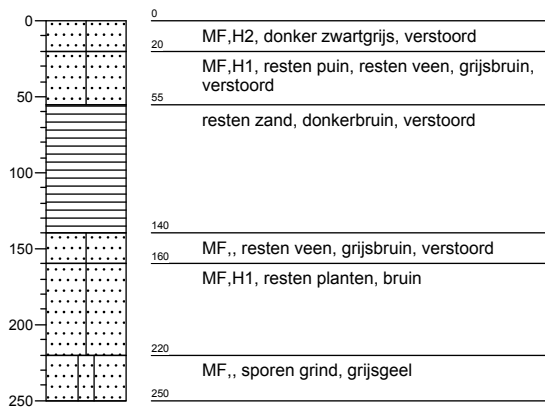 0
0
MF,H2, donker zwartgrijs, verstoord
20
MF,H1, resten puin, resten veen, grijsbruin,
verstoord
50
55
resten zand, donkerbruin, verstoord
100
140
150
MF,, resten veen, grijsbruin, verstoord
160
MF,H1, resten planten, bruin
200
220
MF,, sporen grind, grijsgeel
250
250